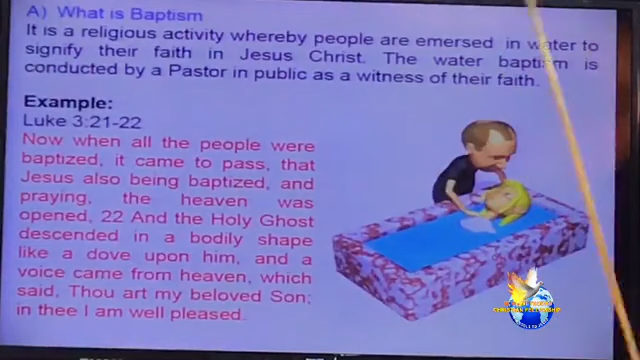 A) What is Baptism
It is a religious activity whereby people are emersed in water to
signify their faith in Jesus Christ. The water baptism is
conducted by a Pastor in public as a witness of their faith.
Example:
Luke 3:21-22
Now when all the people were
baptized, it came to pass, that
Jesus also being baptized, and
praying, the heaven was
opened, 22 And the Holy Ghost
descended in a bodily shape
like a dove upon him, and a
voice came from heaven, which
said, Thou art my beloved Son;
in thee I am well pleased.
CHRISTIAN FELLOWSHIP